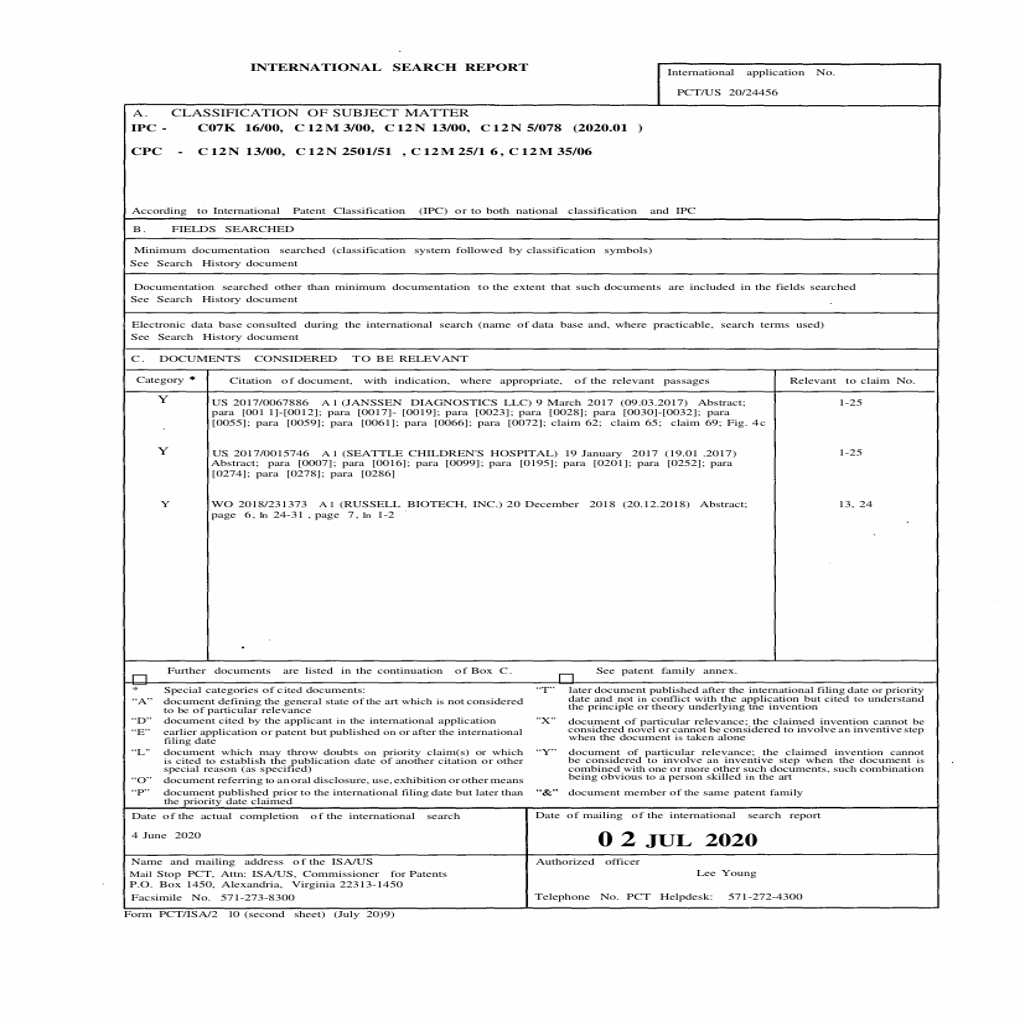 INTERNATIONAL SEARCH REPORT
International application No.
PCT/US 20/24456
A. CLASSIFICATION OF SUBJECT MATTER
IPC - C07K 16/00, C12M 3/00, C12N 13/00, C12N 5/078 (2020.01 )
CPC - C12N 13/00, C12N 2501/51 , C12M 25/1 6, C12M 35/06
According to International Patent Classification (IPC) or to both national classification and IPC
B. FIELDS SEARCHED
Minimum documentation searched (classification system followed by classification symbols)
See Search History document
Documentation searched other than minimum documentation to the extent that such documents are included in the fields searched
See Search History document
Electronic data base consulted during the international search (name of data base and, where practicable, search terms used)
See Search History document
C. DOCUMENTS CONSIDERED TO BE RELEVANT
Category * Citation of document, with indication, where appropriate, of the relevant passages Relevant to claim No.
Y US 2017/0067886 A1 (JANSSEN DIAGNOSTICS LLC) 9 March 2017 (09.03.2017) Abstract; 1-25
para [001 1]-[0012]; para [0017]- [0019]; para [0023]; para [0028]; para [0030]-[0032]; para
[0055]; para [0059]; para [0061]; para [0066]; para [0072]; claim 62; claim 65; claim 69; Fig. 4c
Y US 2017/0015746 A1 (SEATTLE CHILDREN'S HOSPITAL) 19 January 2017 (19.01 .2017) 1-25
Abstract; para [0007]; para [0016]; para [0099]; para [0195]; para [0201]; para [0252]; para
[0274]; para [0278]; para [0286]
Y WO 2018/231373 A1 (RUSSELL BIOTECH, INC.) 20 December 2018 (20.12.2018) Abstract; 13, 24
page 6, ln 24-31 , page 7, ln 1-2
Further documents are listed in the continuation of Box C. See patent family annex.
* Special categories of cited documents:
"A" document defining the general state of the art which is not considered
to be of particular relevance
"D" document cited by the applicant in the international application
"E" earlier application or patent but published on or after the international
filing date
"L" document which may throw doubts on priority claim(s) or which
is cited to establish the publication date of another citation or other
special reason (as specified)
"O" document referring to an oral disclosure, use, exhibition or other means
"P" document published prior to the international filing date but later than
the priority date claimed
"T" later document published after the international filing date or priority
date and not in conflict with the application but cited to understand
the principle or theory underlying the invention
"X" document of particular relevance; the claimed invention cannot be
considered novel or cannot be considered to involve an inventive step
when the document is taken alone
"Y" document of particular relevance; the claimed invention cannot
be considered to involve an inventive step when the document is
combined with one or more other such documents, such combination
being obvious to a person skilled in the art
"&" document member of the same patent family
Date of the actual completion of the international search
4 June 2020
Date of mailing of the international search report
0 2 JUL 2020
Name and mailing address of the ISA/US
Mail Stop PCT, Attn: ISA/US, Commissioner for Patents
P.O. Box 1450, Alexandria, Virginia 22313-1450
Facsimile No. 571-273-8300
Authorized officer
Lee Young
Telephone No. PCT Helpdesk: 571-272-4300
Form PCT/ISA/2 10 (second sheet) (July 20)9)